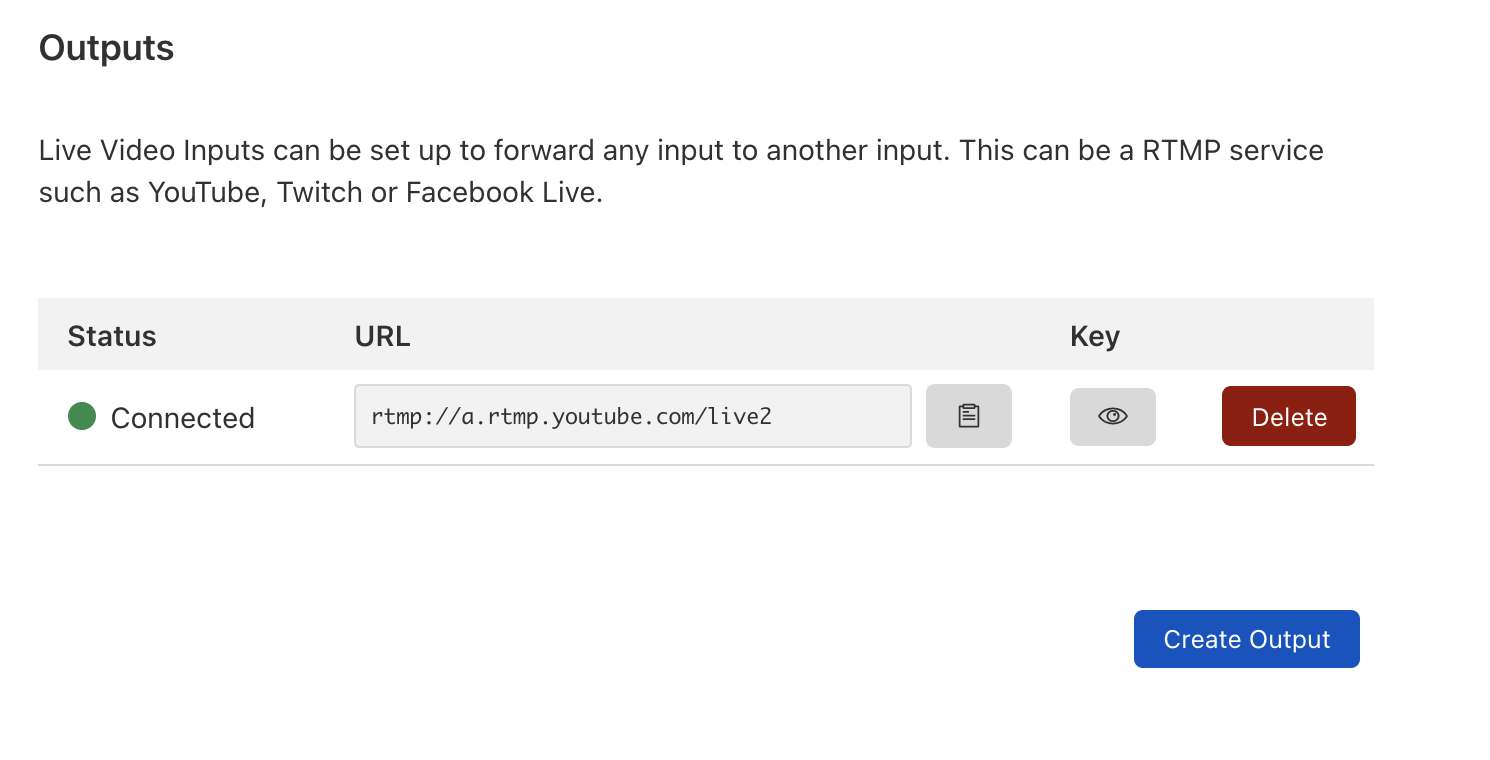 Outputs
Live Video Inputs can be set up to forward any input to another input. This can be a RTMP service
such as YouTube, Twitch or Facebook Live.
Status URL Key
Connected rtmp://a.rtmp.youtube.com/live2 Delete
Create Output